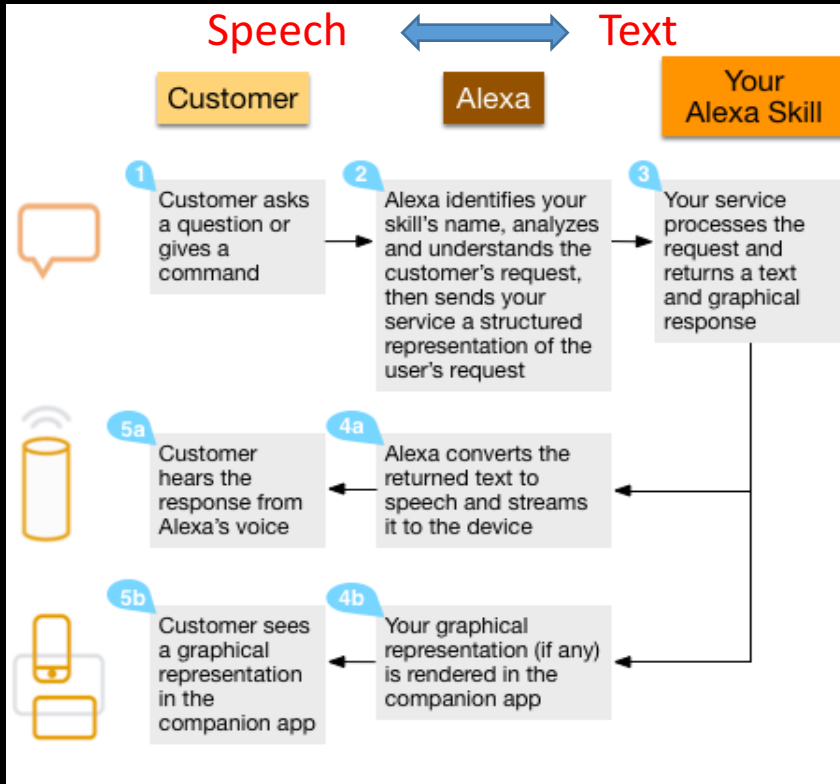 Speech
Text
Customer
Alexa
Your
Alexa Skill
1
Customer asks
a question or
gives a
command
2
Alexa identifies your
skill's name, analyzes
and understands the
customer's request,
then sends your
service a structured
representation of the
user's request
3
Your service
processes the
request and
returns a text
and graphical
response
5a
Customer
hears the
response from
Alexa's voice
4a
Alexa converts the
returned text to
speech and streams
it to the device
5b
Customer sees
a graphical
representation
in the
companion app
4b
Your graphical
representation (if any)
is rendered in the
companion app